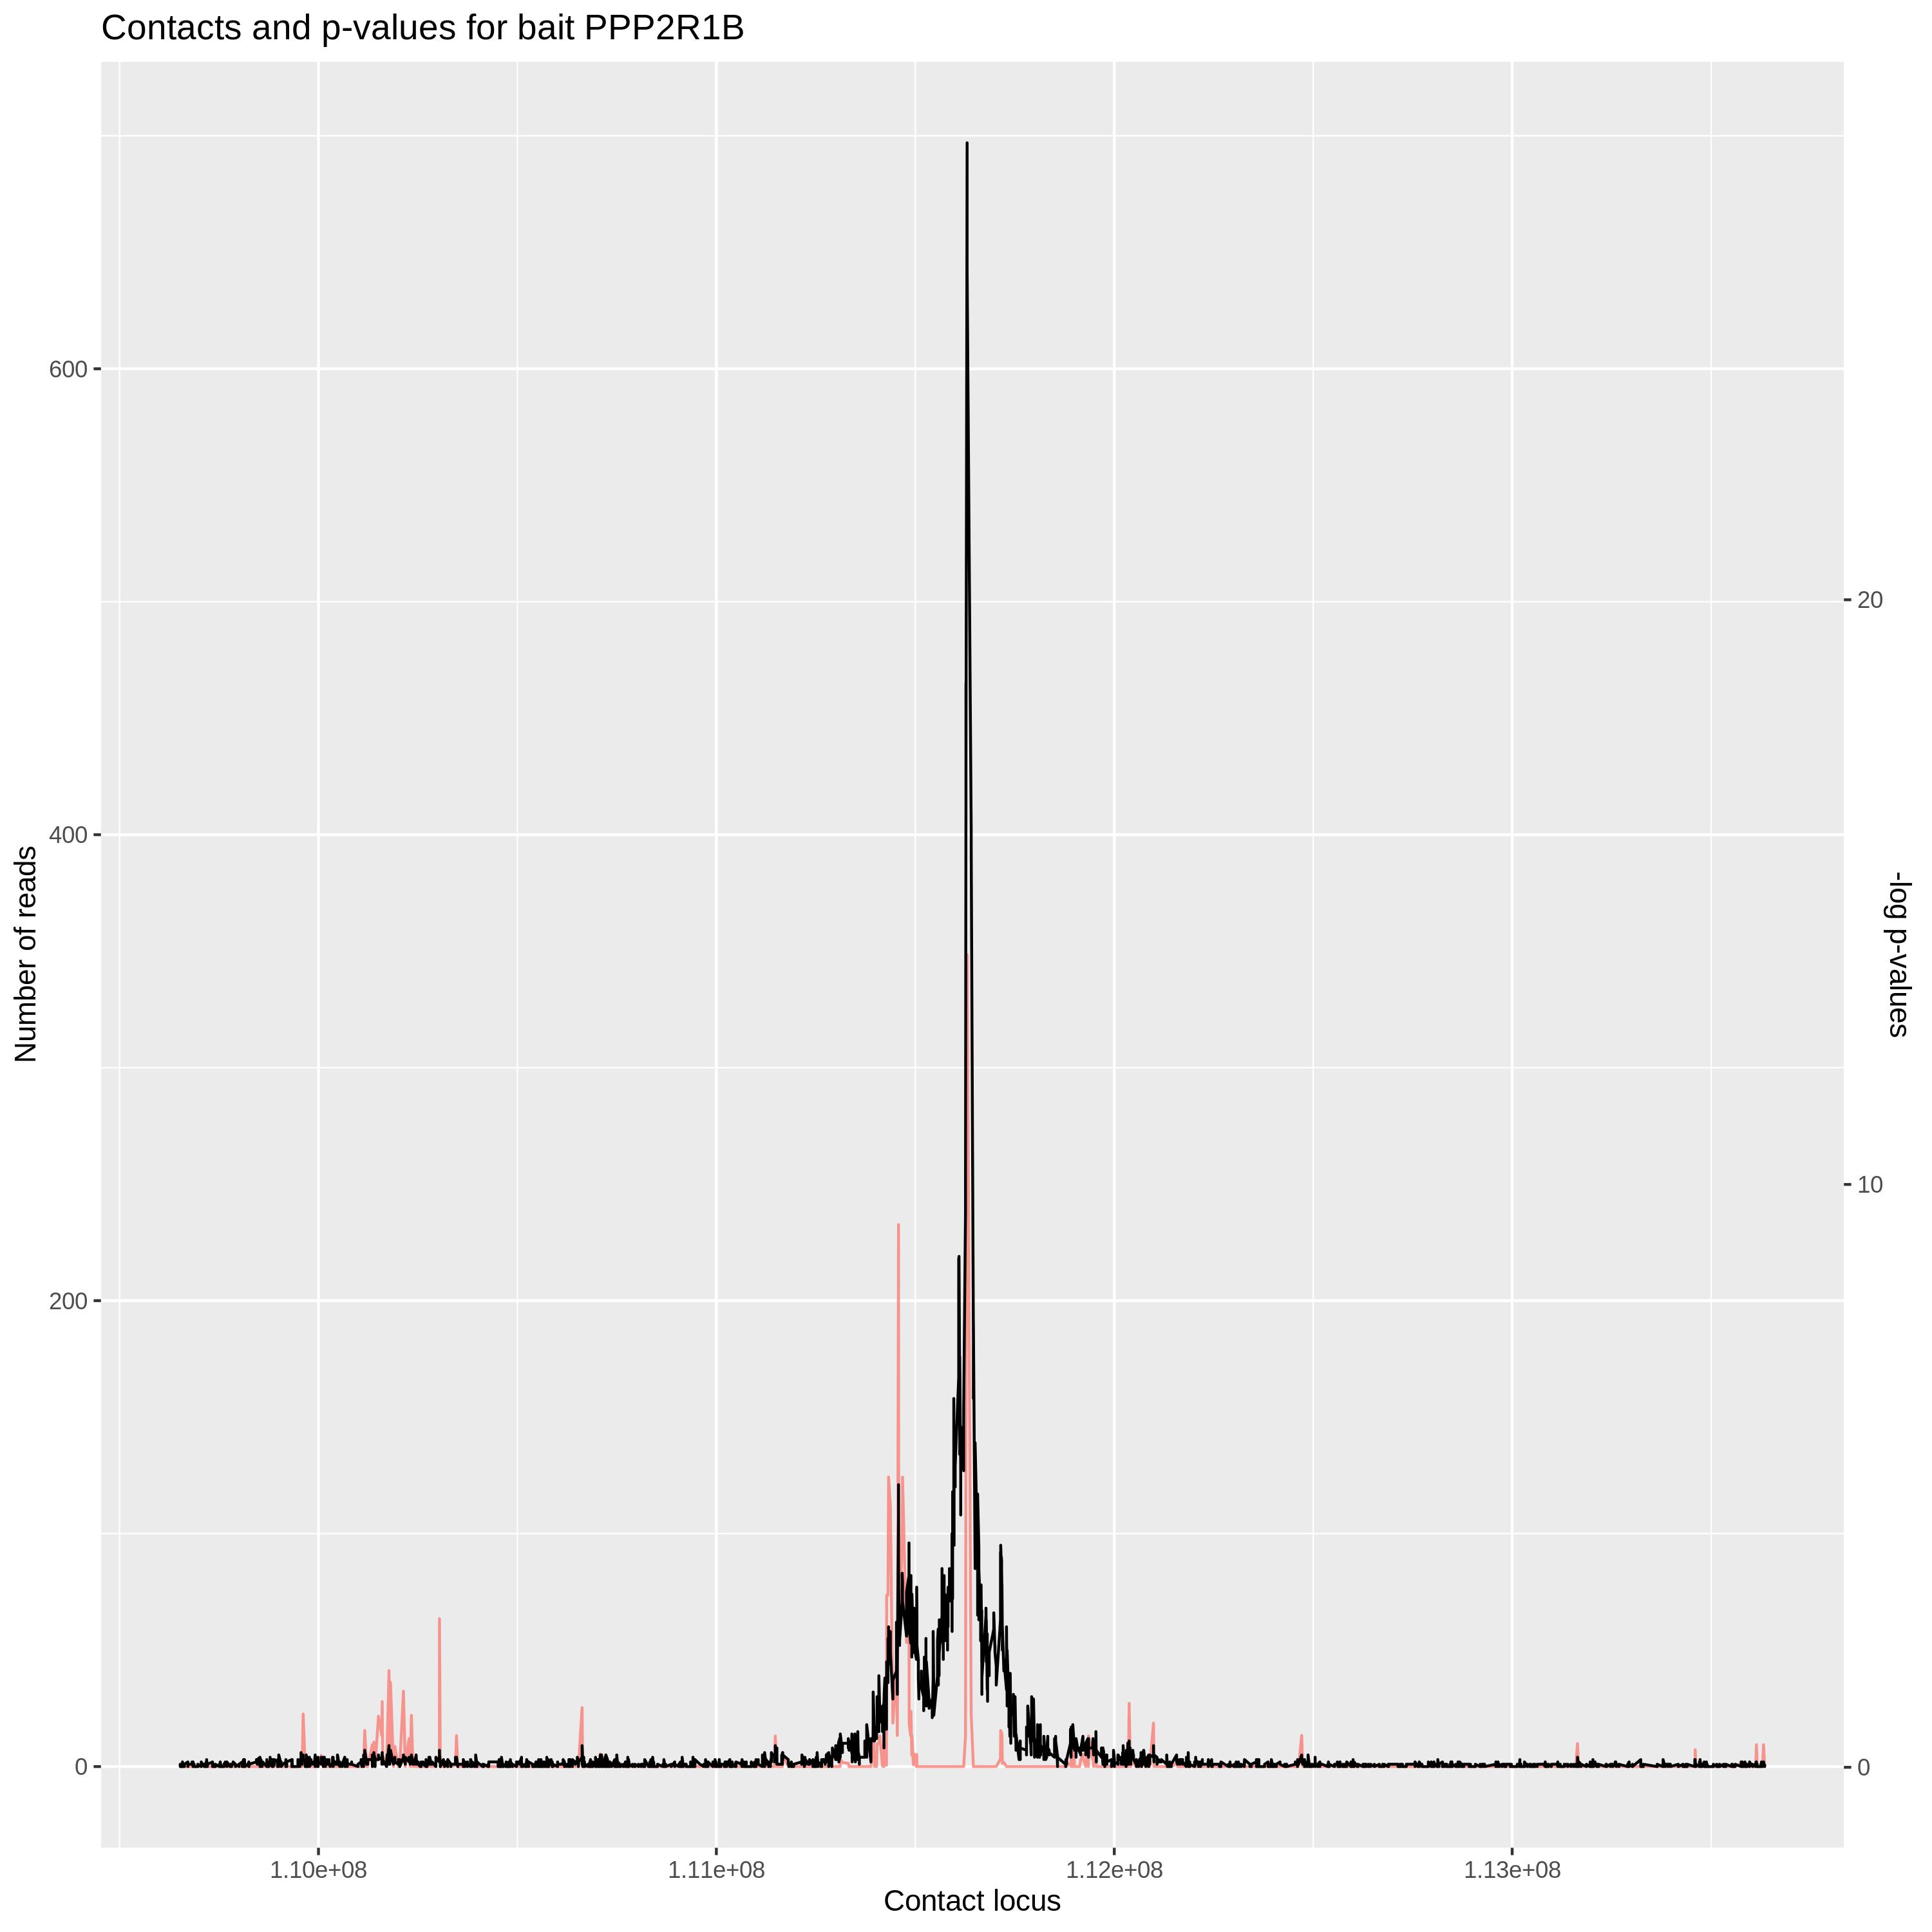 Contacts and p-values for bait PPP2R1B
Number of reads
600
400
200
0
20
10
0
-log p-values
1.10e+08
1.11e+08
1.12e+08
1.13e+08
Contact locus